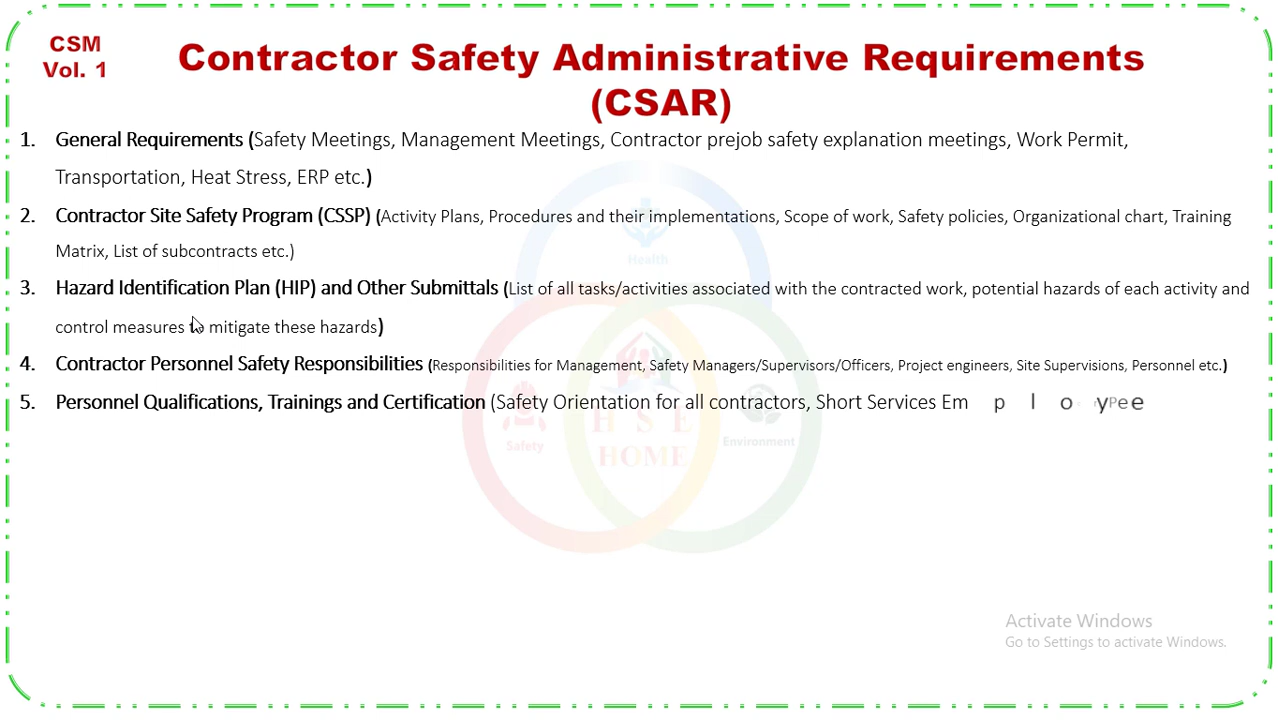 CSM
Vol. 1
Contractor Safety Administrative Requirements
(CSAR)
1. General Requirements (Safety Meetings, Management Meetings, Contractor prejob safety explanation meetings, Work Permit,
Transportation, Heat Stress, ERP etc.)
2. Contractor Site Safety Program (CSSP) (Activity Plans, Procedures and their implementations, Scope of work, Safety policies, Organizational chart, Training
Matrix, List of subcontracts etc.)
3. Hazard Identification Plan (HIP) and Other Submittals (List of all tasks/activities associated with the contracted work, potential hazards of each activity and
control measures to mitigate these hazards)
4. Contractor Personnel Safety Responsibilities (Responsibilities for Management, Safety Managers/Supervisors/Officers, Project engineers, Site Supervisions, Personnel etc.)
5. Personnel Qualifications, Trainings and Certification (Safety Orientation for all contractors, Short Services Em p l o y e e
Health
Safety
H S E
HOME
Environment
Activate Windows
Go to Settings to activate Windows.